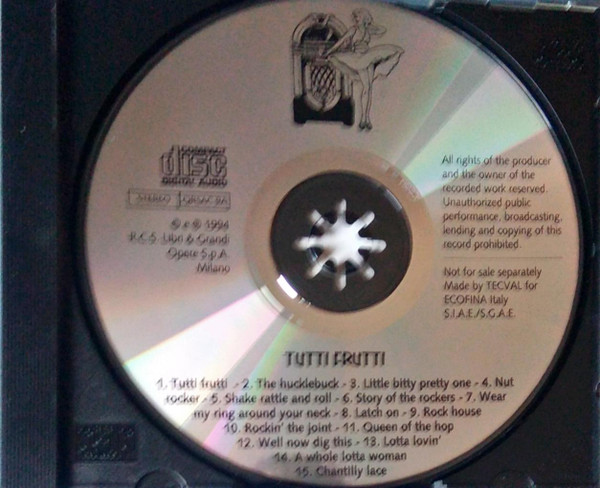 COMPACT
disc
DIGITAL AUDIO
STEREO
© e ℗ 1994
R.C.S. Libri & Grandi
Opere S.p.A.
Milano
All rights of the producer
and the owner of the
recorded work reserved.
Unauthorized public
performance, broadcasting,
lending and copying of this
record prohibited.
Not for sale separately
Made by TECVAL for
ECOFINA Italy
S.I.A.E./S.G.A.E.
TUTTI FRUTTI
1. Tutti frutti - 2. The hucklebuck - 3. Little bitty pretty one - 4. Nut
rocker - 5. Shake rattle and roll - 6. Story of the rockers - 7. Wear
my ring around your neck - 8. Latch on - 9. Rock house
10. Rockin' the joint - 11. Queen of the hop
12. Well now dig this - 13. Lotta lovin'
14. A whole lotta woman
15. Chantilly lace